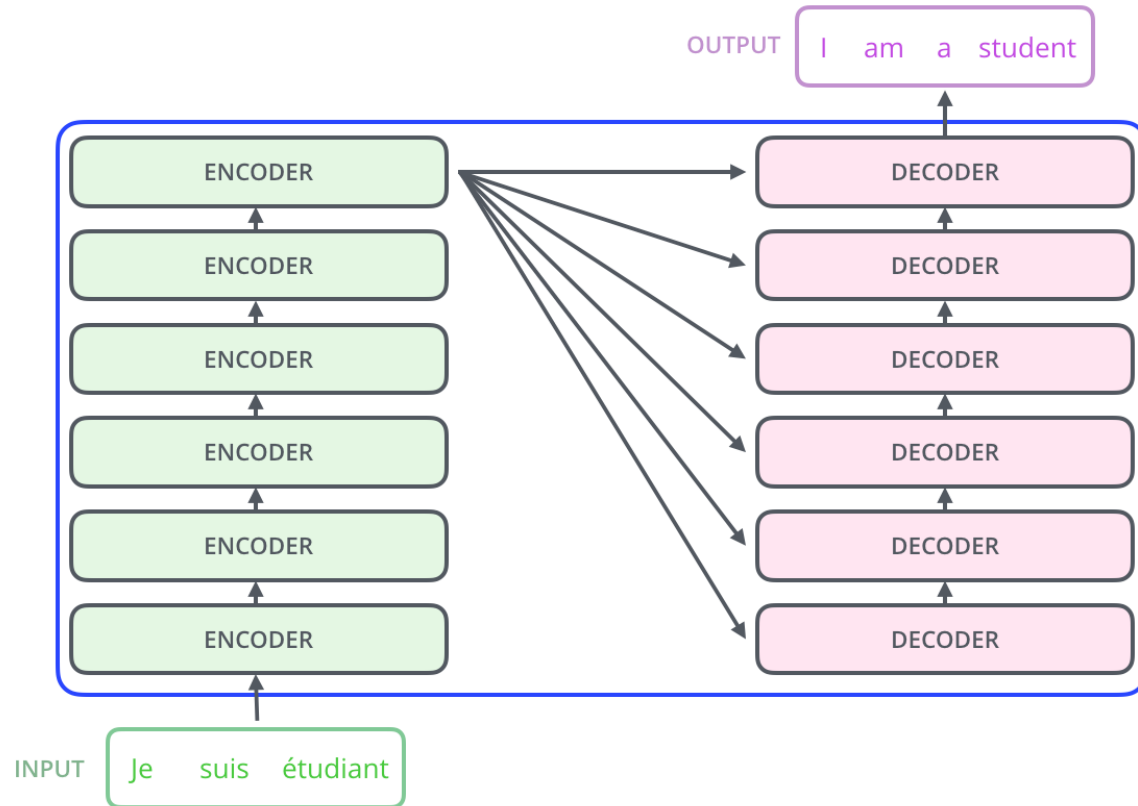 OUTPUT
I am a student
ENCODER
ENCODER
ENCODER
ENCODER
ENCODER
ENCODER
DECODER
DECODER
DECODER
DECODER
DECODER
DECODER
INPUT
Je suis étudiant